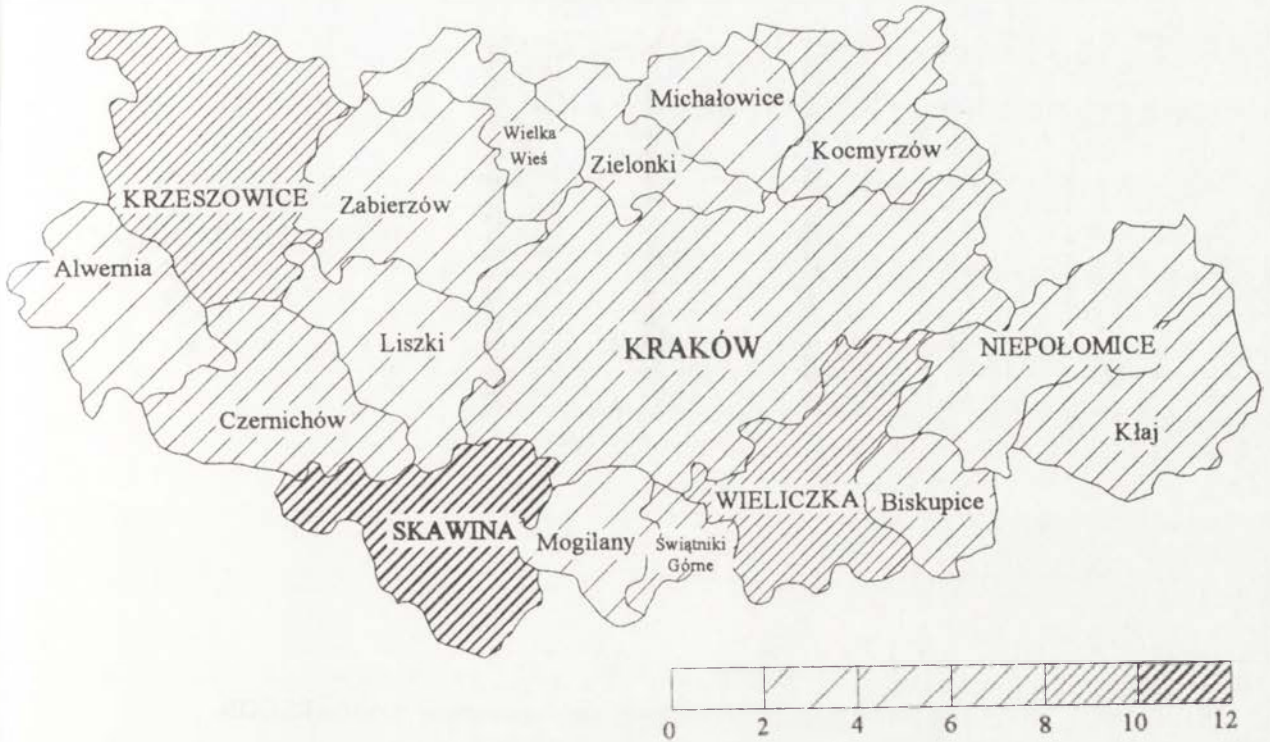 Michałowice
Wielka
Wieś
Zielonki
Kocmyrzów
KRZESZOWICE
Zabierzów
Alwernia
Liszki
KRAKÓW
NIEPOŁOMICE
Czernichów
Kłaj
WIELICZKA
Biskupice
SKAWINA
Mogilany
Świątniki
Górne
0 2 4 6 8 10 12